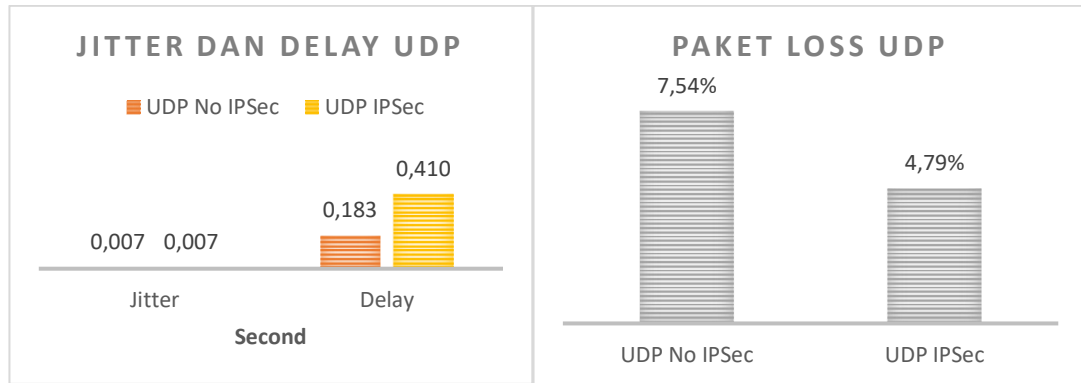 JITTER DAN DELAY UDP
UDP No IPSec UDP IPSec
0,410
0,183
0,007 0,007
Jitter Delay
Second
PAKET LOSS UDP
7,54%
4,79%
UDP No IPSec UDP IPSec